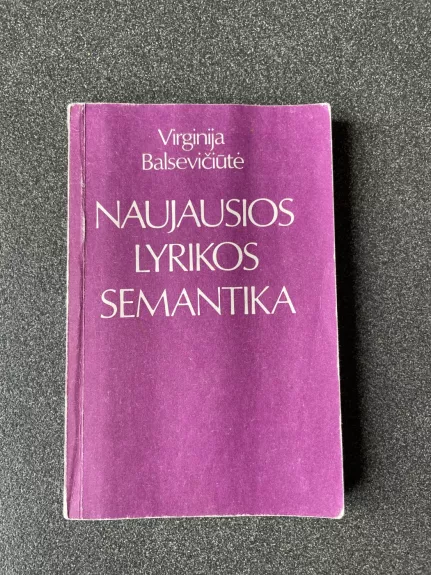 Virginija
Balsevičiūtė
NAUJAUSIOS
LYRIKOS
SEMANTIKA